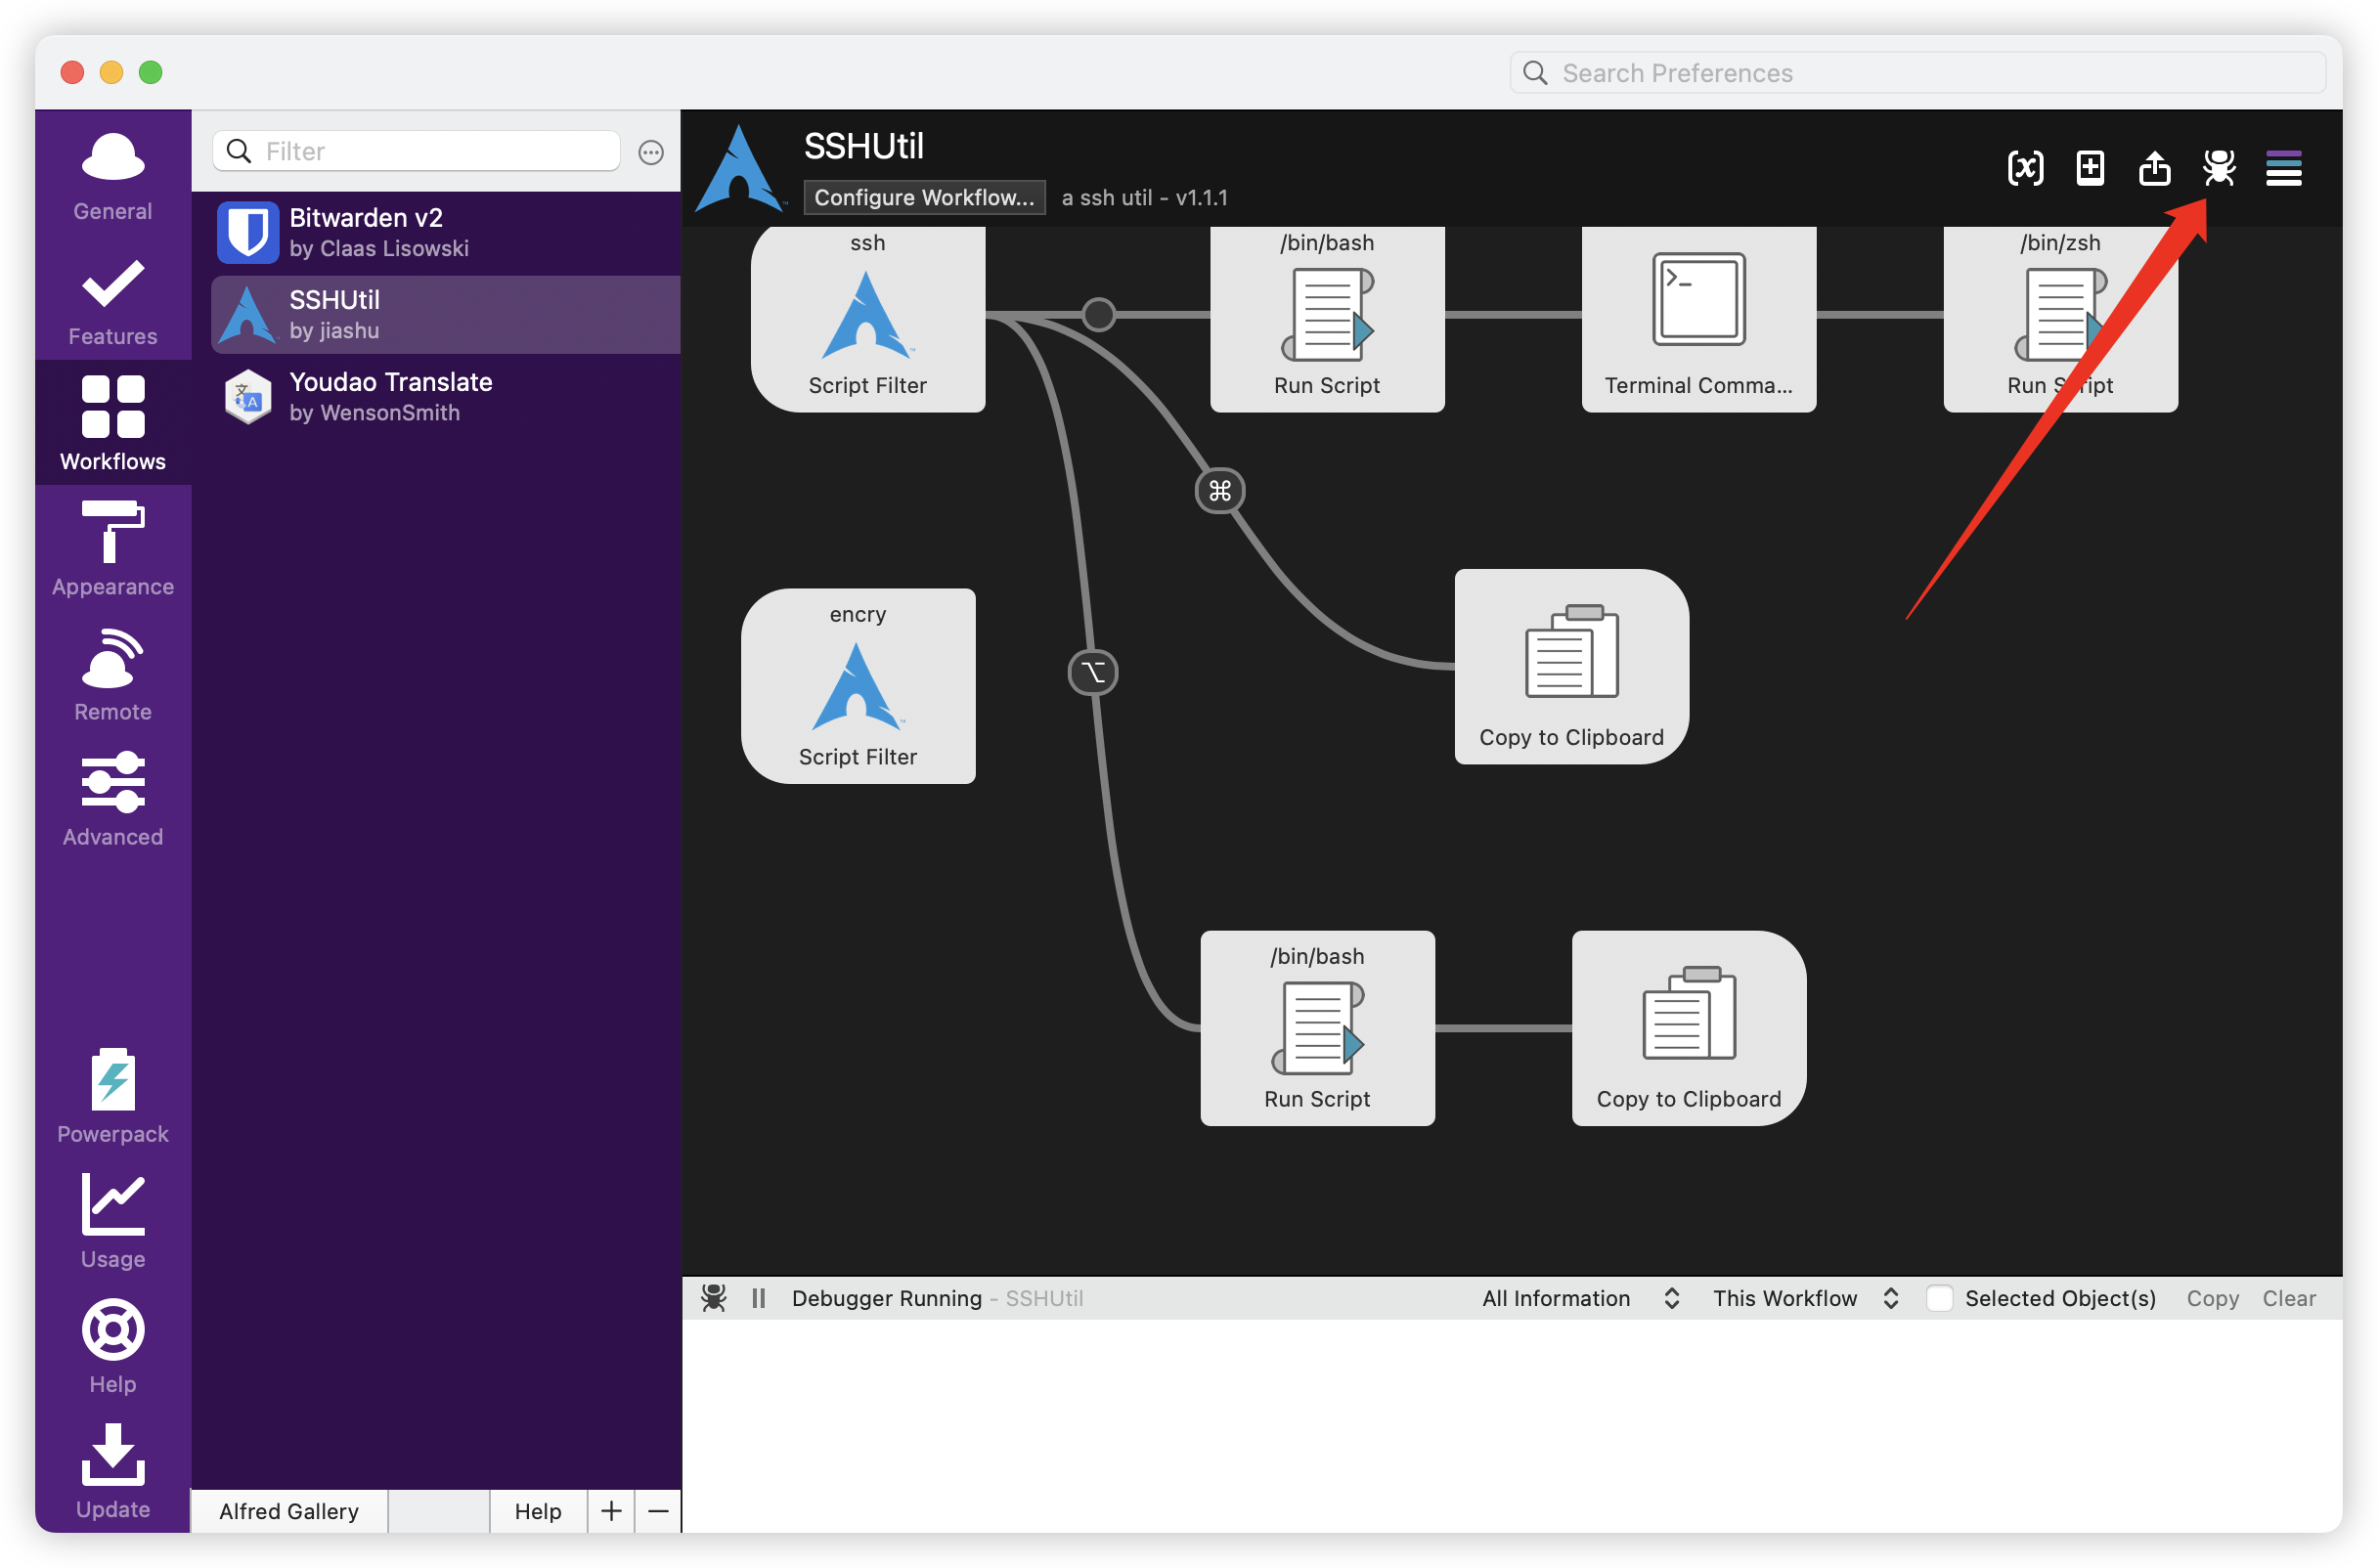 Search Preferences
General
Features
Workflows
Appearance
Remote
Advanced
Powerpack
Usage
Help
Update
Filter
Bitwarden v2
by Claas Lisowski
SSHUtil
by jiashu
Youdao Translate
by WensonSmith
Alfred Gallery
Help
SSHUtil
Configure Workflow...
a ssh util - v1.1.1
ssh
Script Filter
/bin/bash
Run Script
Terminal Comma...
/bin/zsh
Run Script
encry
Script Filter
Copy to Clipboard
/bin/bash
Run Script
Copy to Clipboard
Debugger Running - SSHUtil
All Information
This Workflow
Selected Object(s)
Copy
Clear